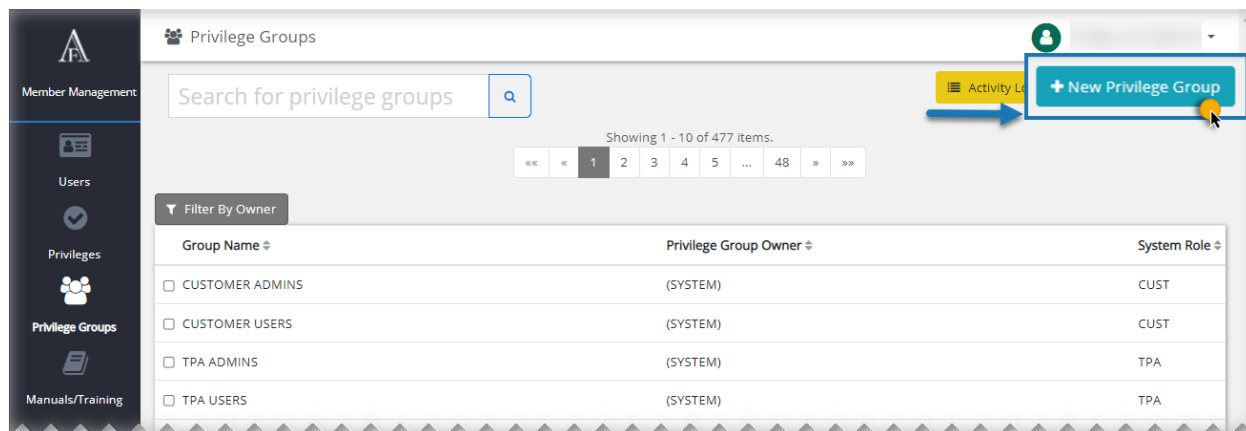 AFA
Privilege Groups
Member Management
Search for privilege groups
Activity
+ New Privilege Group
Showing 1 - 10 of 477 items.
«« « 1 2 3 4 5 ... 48 » »»
Users
Filter By Owner
Privileges
Group Name Privilege Group Owner System Role
CUSTOMER ADMINS (SYSTEM) CUST
CUSTOMER USERS (SYSTEM) CUST
Privilege Groups
TPA ADMINS (SYSTEM) TPA
Manuals/Training
TPA USERS (SYSTEM) TPA